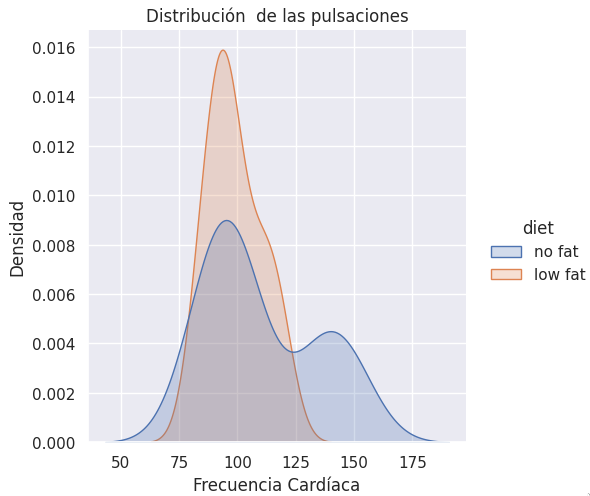 Distribución  de las pulsaciones
0.016
0.014
0.012
0.010
0.008
0.006
0.004
0.002
0.000
Densidad
50 75 100 125 150 175
Frecuencia Cardíaca
diet
no fat
low fat